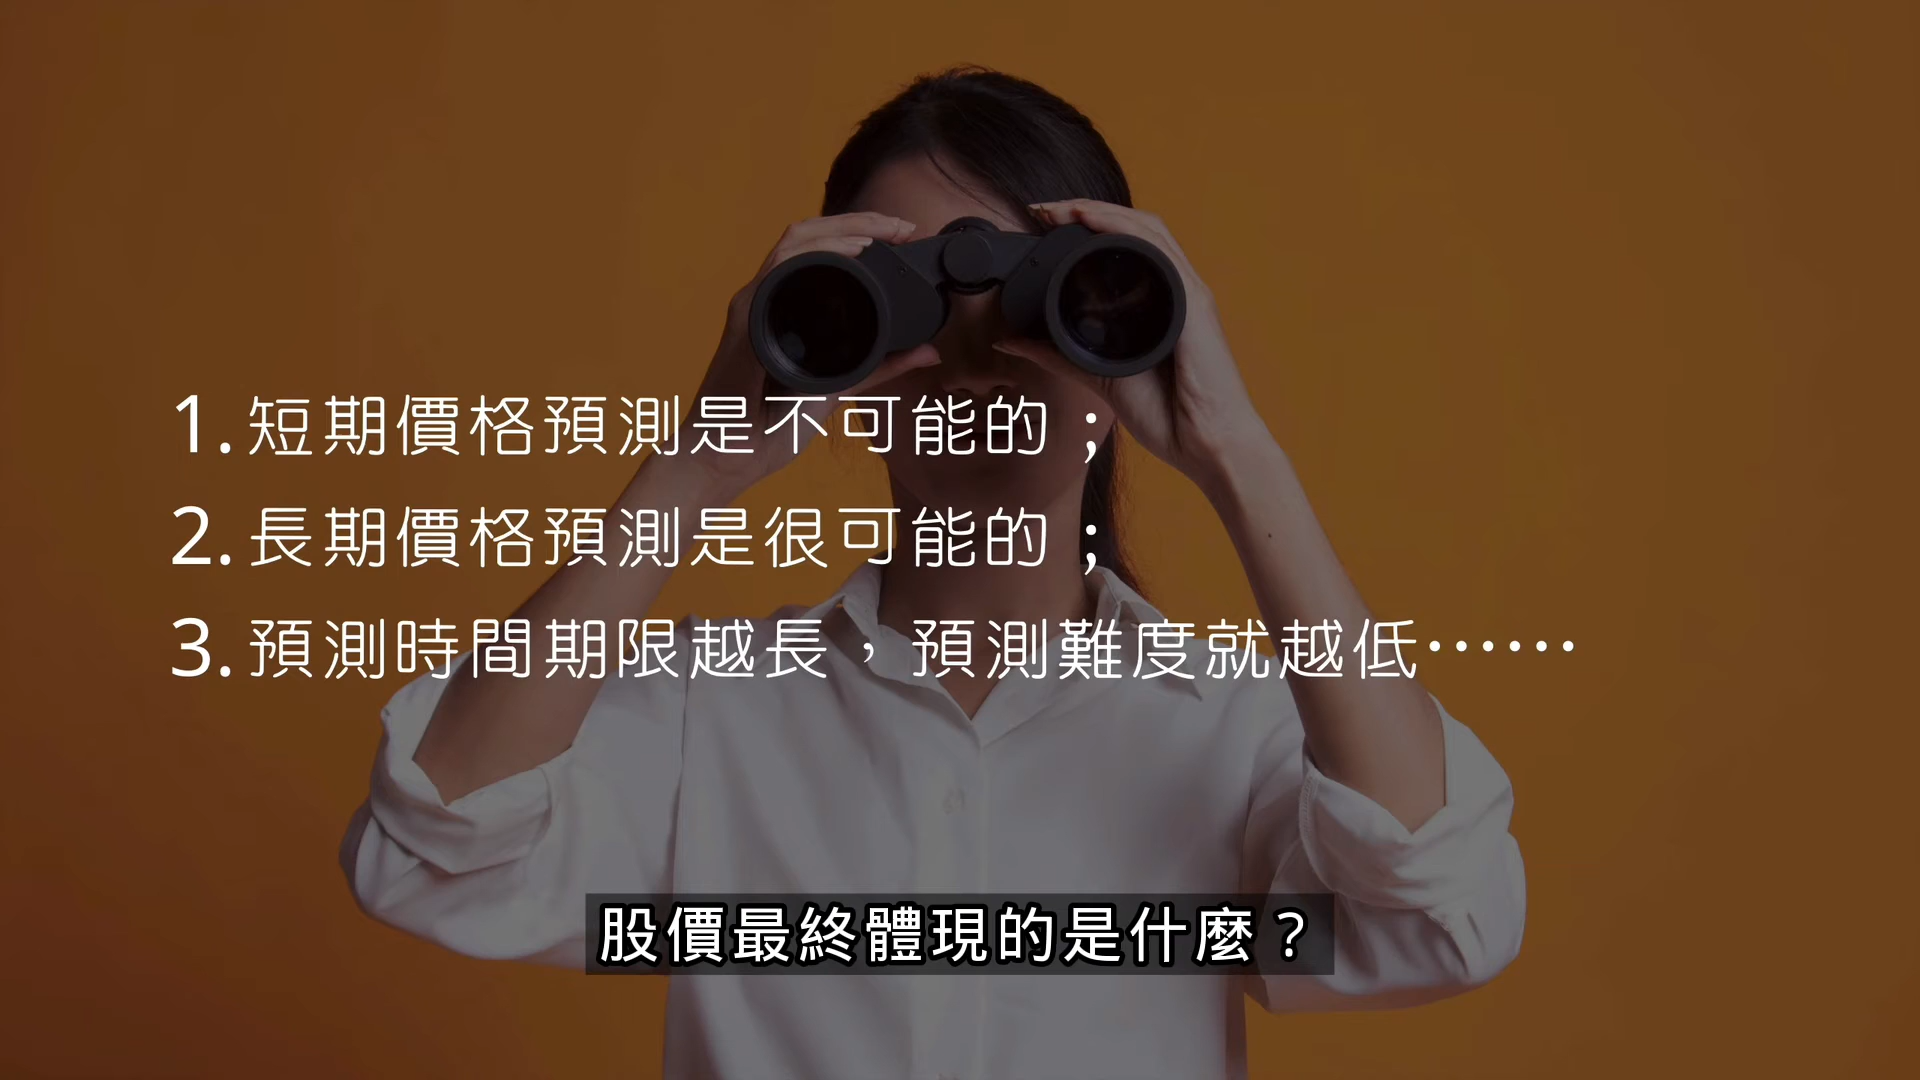 1. 短期價格預測是不可能的；
2. 長期價格預測是很可能的；
3. 預測時間期限越長，預測難度就越低……
股價最終體現的是什麼？